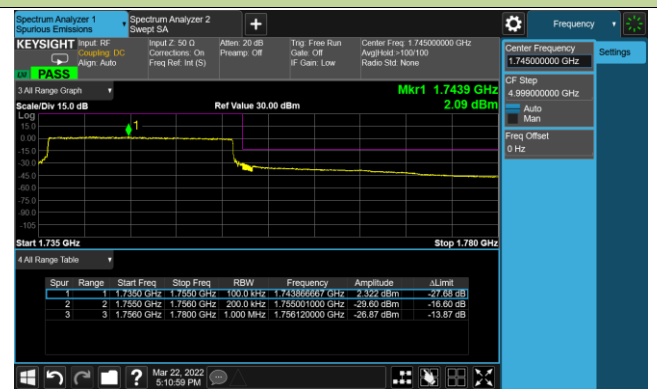 Spectrum Analyzer 1
Spurious Emissions
Spectrum Analyzer 2
Swept SA
+
Frequency
KEYSIGHT
Input: RF
Coupling: DC
Align: Auto
Input Z: 50 Ω
Corrections: On
Freq Ref: Int (S)
Atten: 20 dB
Preamp: Off
Trig: Free Run
Gate: Off
IF Gain: Low
Center Freq: 1.745000000 GHz
Avg|Hold:>100/100
Radio Std: None
PASS
Center Frequency
1.745000000 GHz
Settings
CF Step
4.999000000 GHz
Auto
Man
Freq Offset
0 Hz
3 All Range Graph
Mkr1 1.7439 GHz
Scale/Div 15.0 dB
Ref Value 30.00 dBm
2.09 dBm
Log
15.0
0.00
-15.0
-30.0
-45.0
-60.0
-75.0
-90.0
-105
1
Start 1.735 GHz
Stop 1.780 GHz
4 All Range Table
Spur Range Start Freq Stop Freq RBW Frequency Amplitude ΔLimit
1 1 1.7350 GHz 1.7550 GHz 100.0 kHz 1.743866667 GHz 2.322 dBm -27.68 dB
2 2 1.7550 GHz 1.7560 GHz 200.0 kHz 1.755001000 GHz -29.60 dBm -16.60 dB
3 3 1.7560 GHz 1.7800 GHz 1.000 MHz 1.756120000 GHz -26.87 dBm -13.87 dB
?
Mar 22, 2022
5:10:59 PM